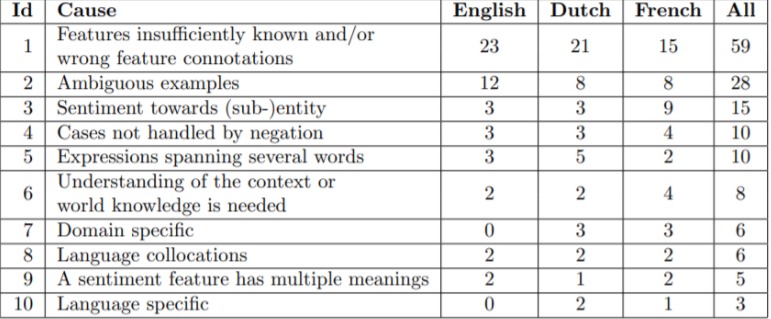 Id Cause English Dutch French All
1 Features insufficiently known and/or wrong feature connotations 23 21 15 59
2 Ambiguous examples 12 8 8 28
3 Sentiment towards (sub-)entity 3 3 9 15
4 Cases not handled by negation 3 3 4 10
5 Expressions spanning several words 3 5 2 10
6 Understanding of the context or world knowledge is needed 2 2 4 8
7 Domain specific 0 3 3 6
8 Language collocations 2 2 2 6
9 A sentiment feature has multiple meanings 2 1 2 5
10 Language specific 0 2 1 3